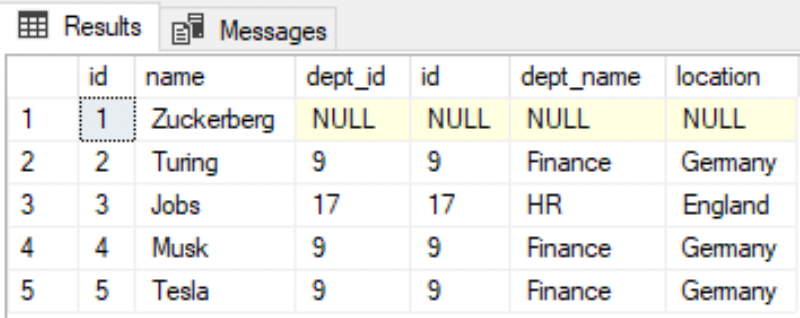 Results Messages
id name dept_id id dept_name location
1 1 Zuckerberg NULL NULL NULL NULL
2 2 Turing 9 9 Finance Germany
3 3 Jobs 17 17 HR England
4 4 Musk 9 9 Finance Germany
5 5 Tesla 9 9 Finance Germany